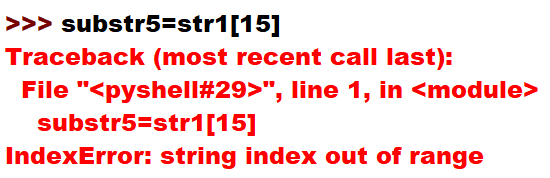 >>> substr5=str1[15]
Traceback (most recent call last):
  File "<pyshell#29>", line 1, in <module>
    substr5=str1[15]
IndexError: string index out of range